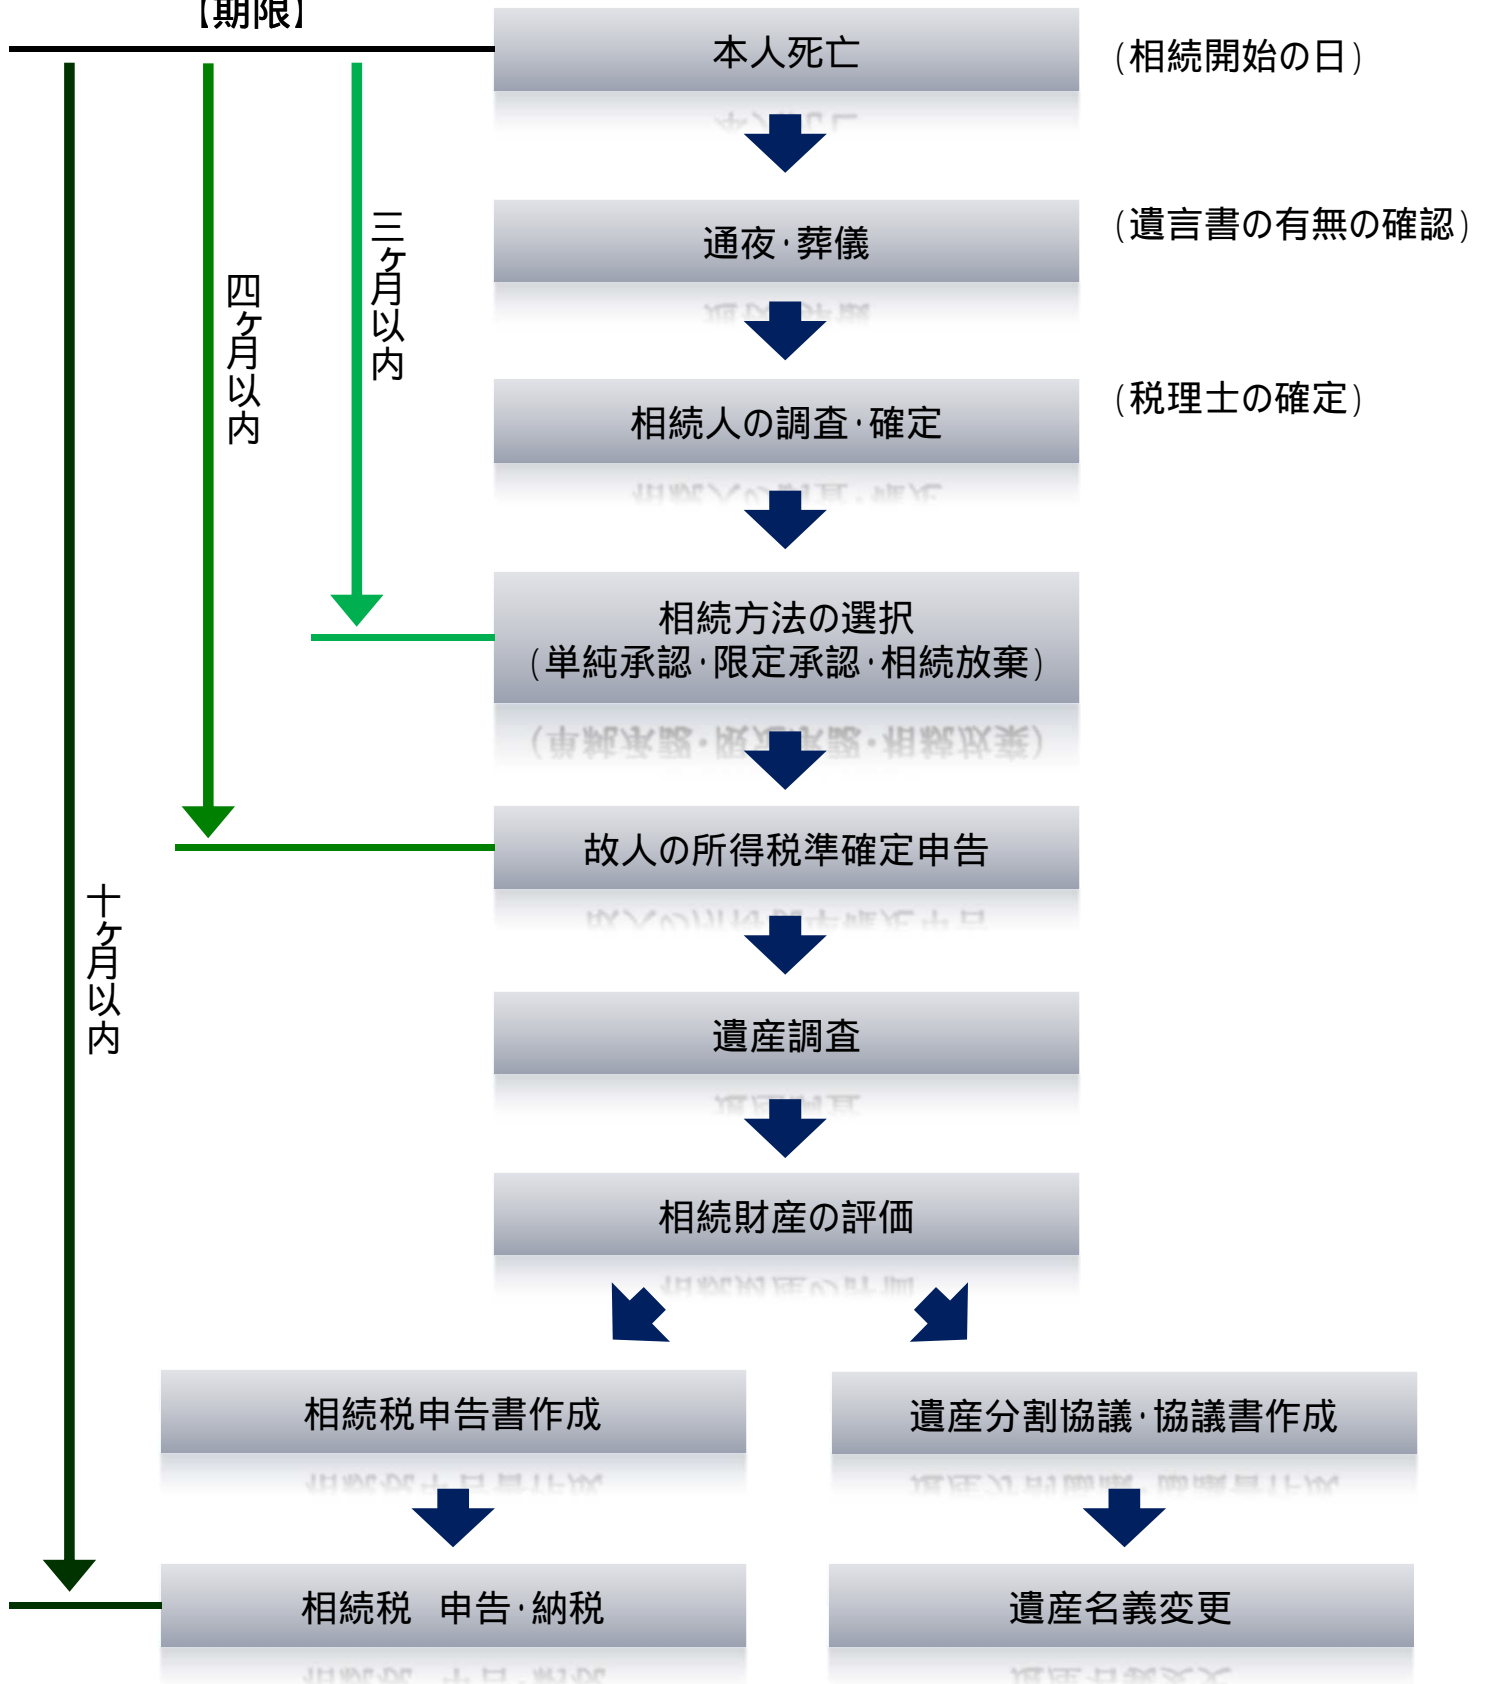 【期限】
本人死亡
(相続開始の日)
通夜・葬儀
(遺言書の有無の確認)
三ヶ月以内
四ヶ月以内
相続人の調査・確定
(税理士の確定)
相続方法の選択
(単純承認・限定承認・相続放棄)
故人の所得税準確定申告
十ヶ月以内
遺産調査
相続財産の評価
相続税申告書作成
遺産分割協議・協議書作成
相続税　申告・納税
遺産名義変更